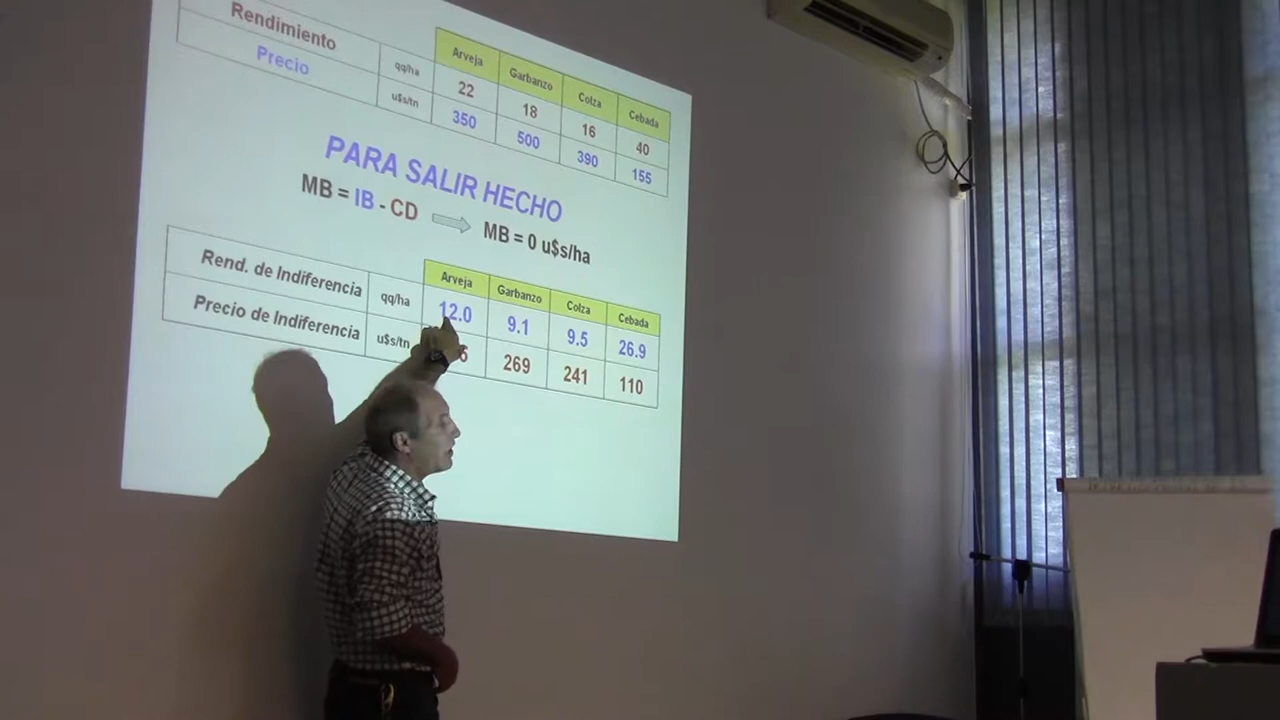 Arveja Garbanzo Colza Cebada
Rendimiento qq/ha 22 18 16 40
Precio u$s/tn 350 500 390 155
PARA SALIR HECHO
MB = IB - CD MB = 0 u$s/ha
Arveja Garbanzo Colza Cebada
Rend. de Indiferencia qq/ha 12.0 9.1 9.5 26.9
Precio de Indiferencia u$s/tn 269 241 110